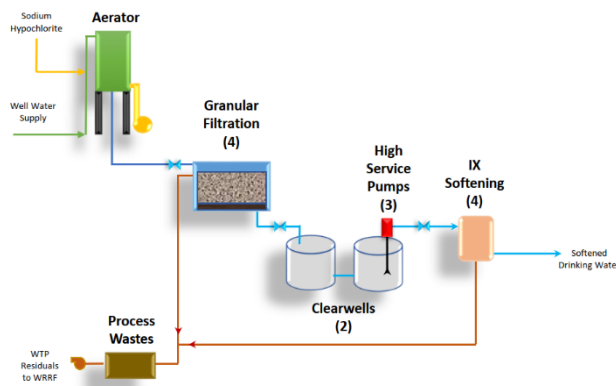 Sodium
Hypochlorite
Aerator
Well Water
Supply
Granular
Filtration
(4)
High
Service
Pumps
(3)
IX
Softening
(4)
Softened
Drinking Wate
Clearwells
(2)
Process
Wastes
WTP
Residuals
to WRRF